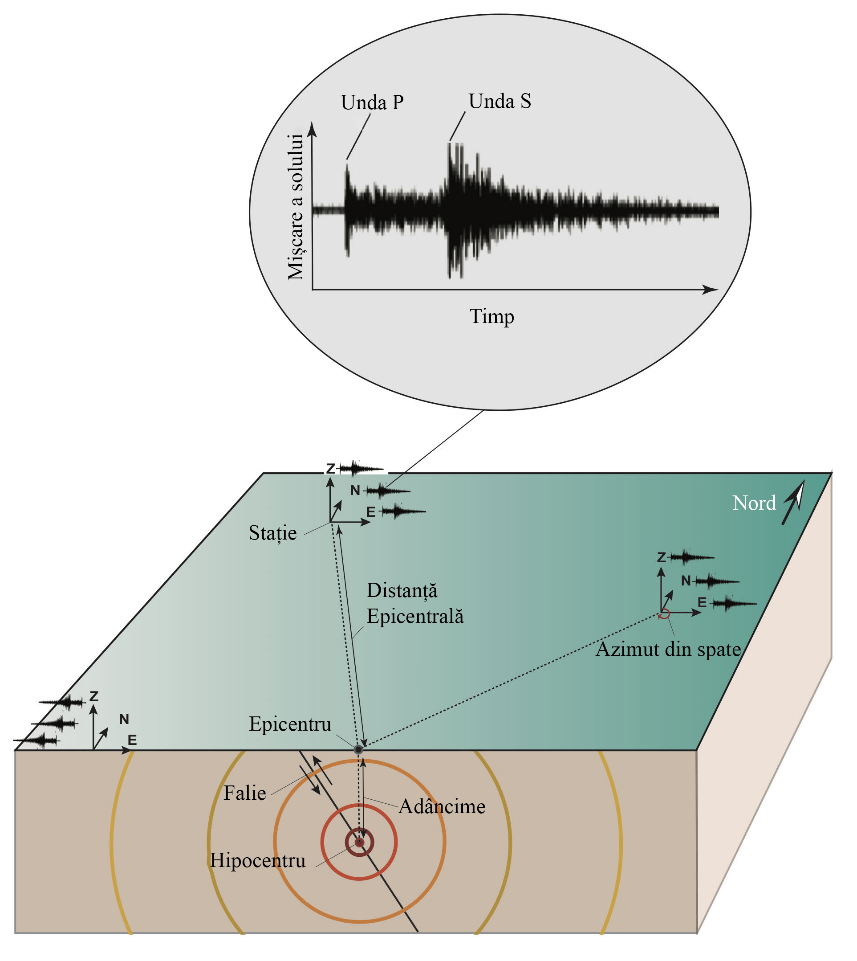 Unda P
Unda S
Mișcare a solului
Timp
Z
N
E
Stație
Nord
Distanță
Epicentrală
Z
N
E
Azimut din spate
Z
N
E
Epicentru
Falie
Adâncime
Hipocentru